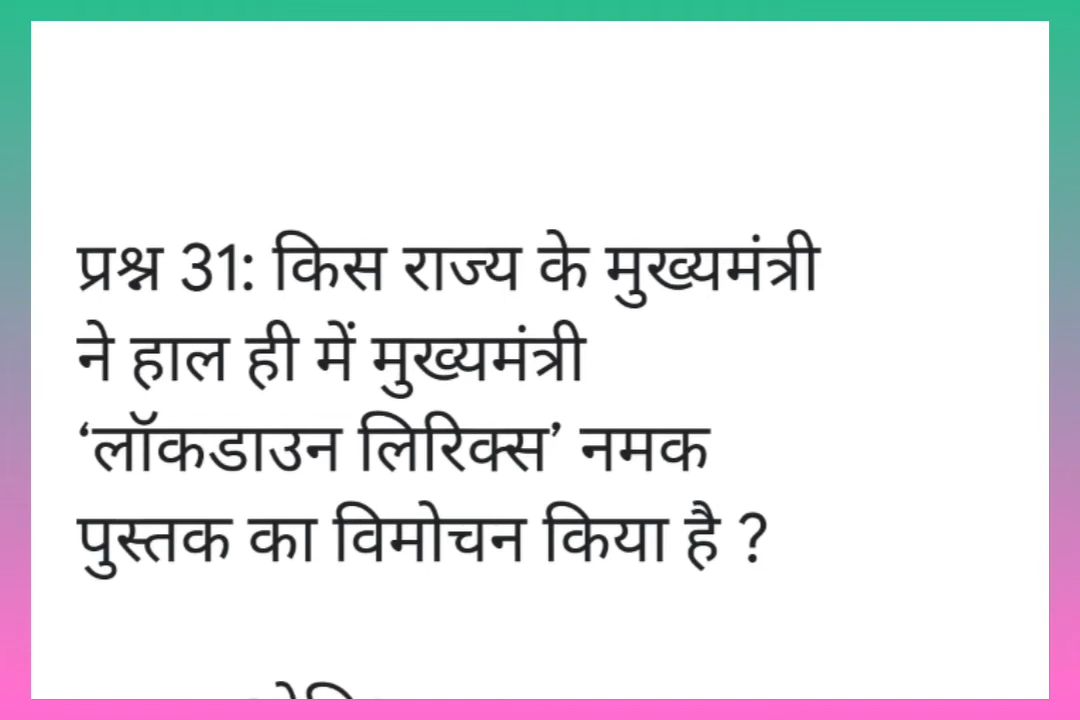 प्रश्न 31: किस राज्य के मुख्यमंत्री
ने हाल ही में मुख्यमंत्री
‘लॉकडाउन लिरिक्स’ नमक
पुस्तक का विमोचन किया है ?